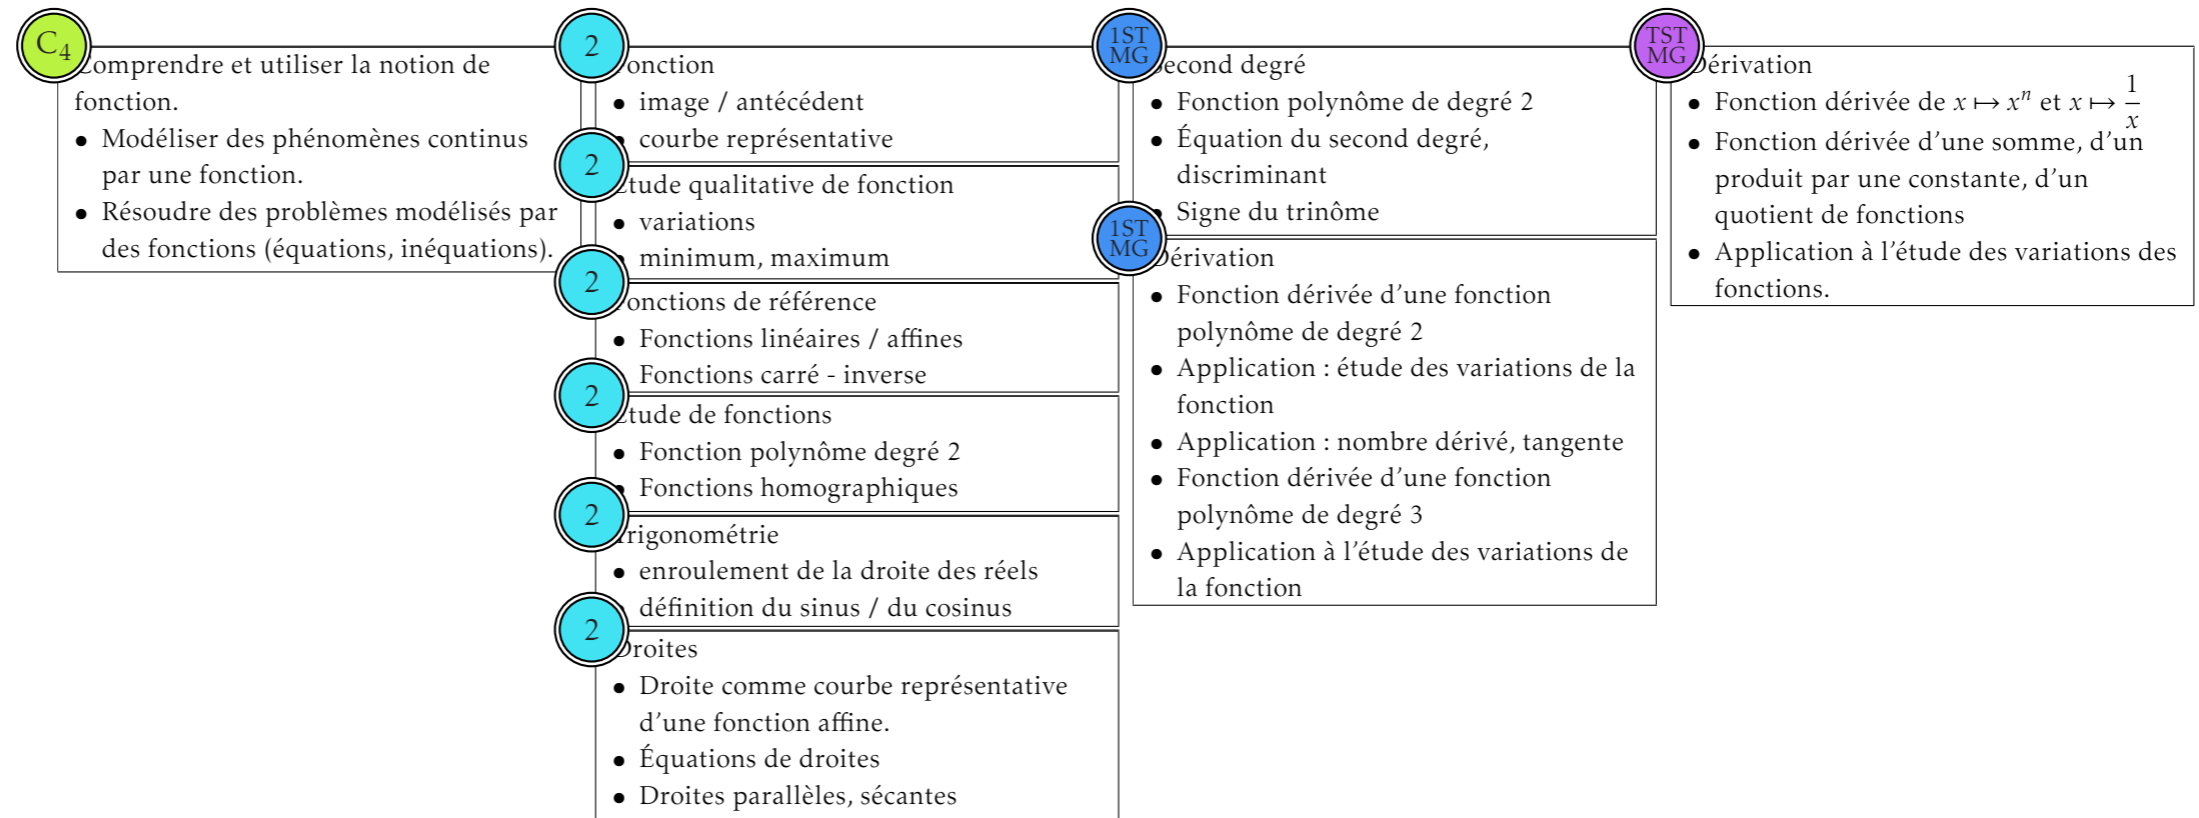 C4
Comprendre et utiliser la notion de
fonction.
• Modéliser des phénomènes continus
par une fonction.
• Résoudre des problèmes modélisés par
des fonctions (équations, inéquations).
2
Fonction
• image / antécédent
• courbe représentative
2
Étude qualitative de fonction
• variations
• minimum, maximum
2
Fonctions de référence
• Fonctions linéaires / affines
• Fonctions carré - inverse
2
Étude de fonctions
• Fonction polynôme degré 2
• Fonctions homographiques
2
Trigonométrie
• enroulement de la droite des réels
• définition du sinus / du cosinus
2
Droites
• Droite comme courbe représentative
d'une fonction affine.
• Équations de droites
• Droites parallèles, sécantes
1ST
MG
Second degré
• Fonction polynôme de degré 2
• Équation du second degré,
discriminant
• Signe du trinôme
1ST
MG
Dérivation
• Fonction dérivée d'une fonction
polynôme de degré 2
• Application : étude des variations de la
fonction
• Application : nombre dérivé, tangente
• Fonction dérivée d'une fonction
polynôme de degré 3
• Application à l'étude des variations de
la fonction
TST
MG
Dérivation
• Fonction dérivée de x ↦ xⁿ et x ↦ 1/x
• Fonction dérivée d'une somme, d'un
produit par une constante, d'un
quotient de fonctions
• Application à l'étude des variations des
fonctions.